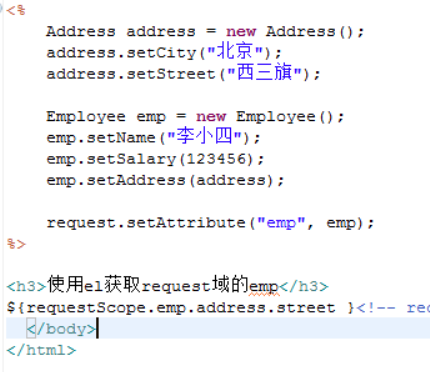 <%
Address address = new Address();
address.setCity("北京");
address.setStreet("西三旗");
Employee emp = new Employee();
emp.setName("李小四");
emp.setSalary(123456);
emp.setAddress(address);
request.setAttribute("emp", emp);
%>
<h3>使用el获取request域的emp</h3>
${requestScope.emp.address.street }<!-- rec
</body>
</html>